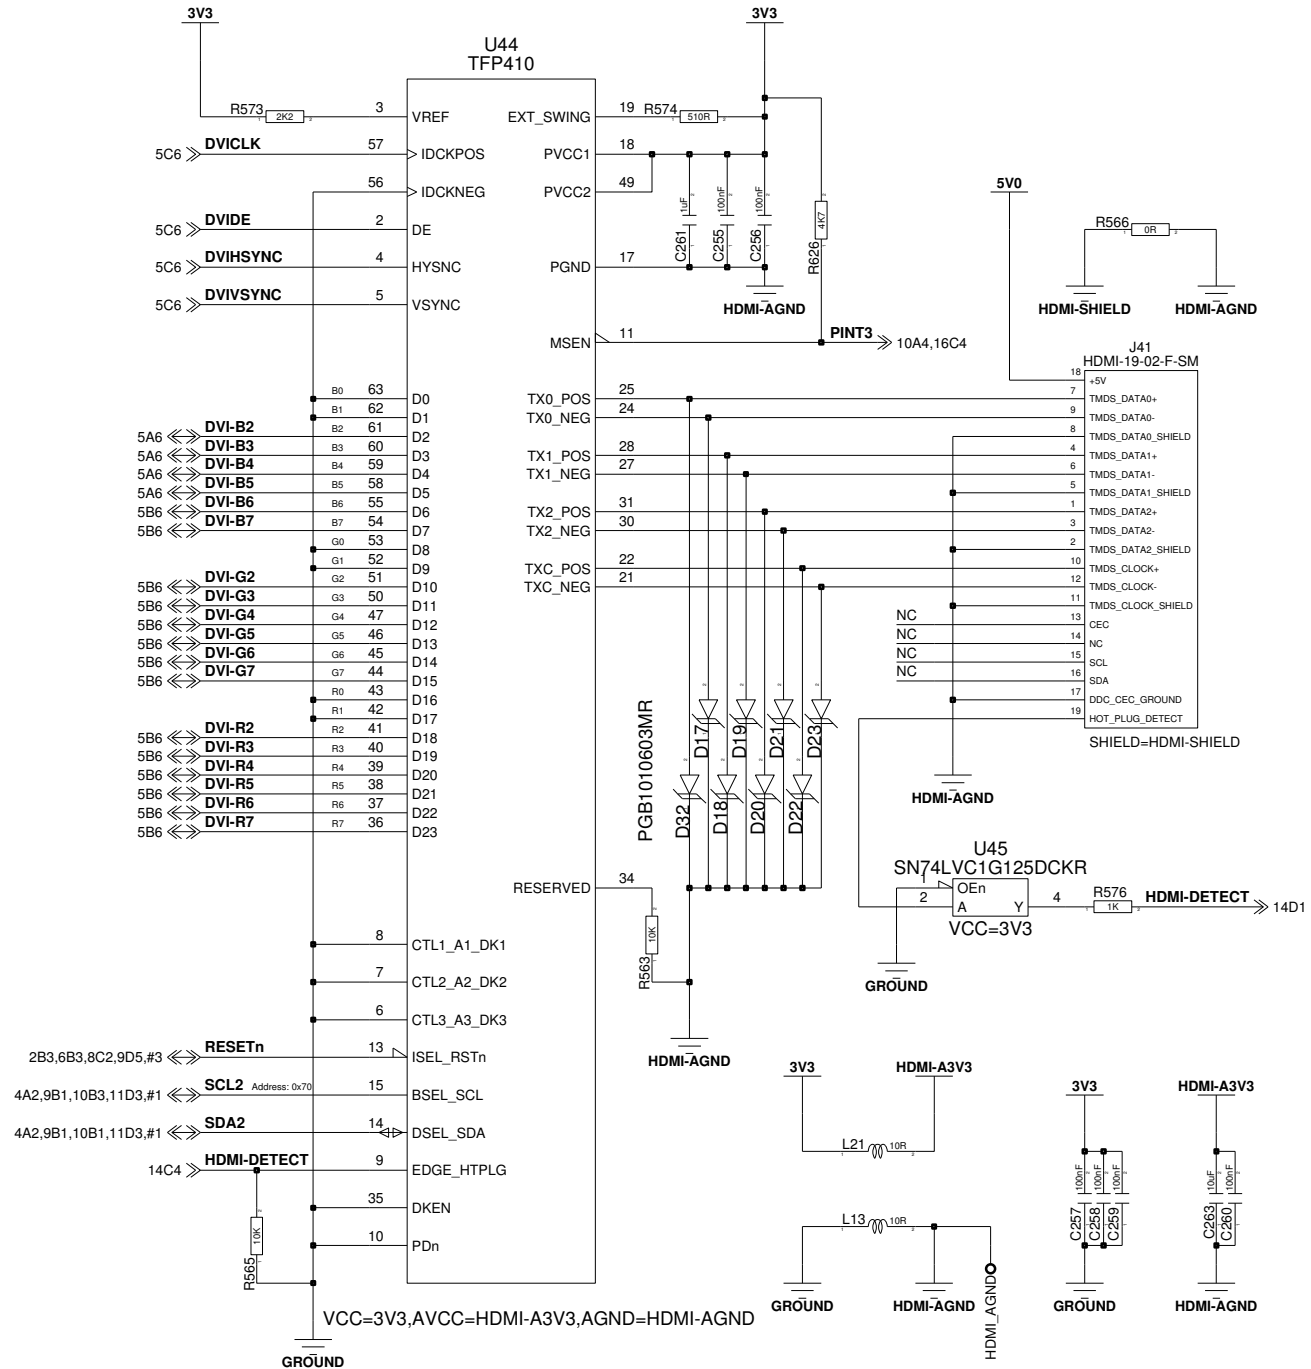 3V3
3V3
U44
TFP410
R573 2K2 3 VREF
EXT_SWING 19 R574 510R
5C6 DVICLK 57 IDCKPOS
PVCC1 18
56 IDCKNEG
PVCC2 49
5V0
5C6 DVIDE 2 DE
1uF 100nF 100nF 4K7
C261 C255 C256 R626
R566 0R
5C6 DVIHSYNC 4 HYSNC
PGND 17
5C6 DVIVSYNC 5 VSYNC
HDMI-AGND
HDMI-SHIELD HDMI-AGND
MSEN 11 PINT3 10A4,16C4
J41
HDMI-19-02-F-SM
18 +5V
B0 63 D0 TX0_POS 25 7 TMDS_DATA0+
B1 62 D1 TX0_NEG 24 9 TMDS_DATA0-
5A6 DVI-B2 B2 61 D2 8 TMDS_DATA0_SHIELD
5A6 DVI-B3 B3 60 D3 TX1_POS 28 4 TMDS_DATA1+
5A6 DVI-B4 B4 59 D4 TX1_NEG 27 6 TMDS_DATA1-
5A6 DVI-B5 B5 58 D5 5 TMDS_DATA1_SHIELD
5B6 DVI-B6 B6 55 D6 TX2_POS 31 1 TMDS_DATA2+
5B6 DVI-B7 B7 54 D7 TX2_NEG 30 3 TMDS_DATA2-
G0 53 D8 2 TMDS_DATA2_SHIELD
G1 52 D9 TXC_POS 22 10 TMDS_CLOCK+
5B6 DVI-G2 G2 51 D10 TXC_NEG 21 12 TMDS_CLOCK-
5B6 DVI-G3 G3 50 D11 11 TMDS_CLOCK_SHIELD
5B6 DVI-G4 G4 47 D12 NC 13 CEC
5B6 DVI-G5 G5 46 D13 NC 14 NC
5B6 DVI-G6 G6 45 D14 NC 15 SCL
5B6 DVI-G7 G7 44 D15 NC 16 SDA
R0 43 D16 17 DDC_CEC_GROUND
R1 42 D17 19 HOT_PLUG_DETECT
5B6 DVI-R2 R2 41 D18
SHIELD=HDMI-SHIELD
5B6 DVI-R3 R3 40 D19
5B6 DVI-R4 R4 39 D20
5B6 DVI-R5 R5 38 D21
5B6 DVI-R6 R6 37 D22
5B6 DVI-R7 R7 36 D23
PGB1010603MR
D17 D19 D21 D23
D32 D18 D20 D22
HDMI-AGND
U45
SN74LVC1G125DCKR
1 OEn
2 A Y 4 R576 1K HDMI-DETECT 14D1
VCC=3V3
GROUND
RESERVED 34
10K
R563
HDMI-AGND
8 CTL1_A1_DK1
7 CTL2_A2_DK2
6 CTL3_A3_DK3
2B3,6B3,8C2,9D5,#3 RESETn 13 ISEL_RSTn
4A2,9B1,10B3,11D3,#1 SCL2 Address: 0x70 15 BSEL_SCL
4A2,9B1,10B1,11D3,#1 SDA2 14 DSEL_SDA
14C4 HDMI-DETECT 9 EDGE_HTPLG
35 DKEN
10K
R565
10 PDn
VCC=3V3,AVCC=HDMI-A3V3,AGND=HDMI-AGND
GROUND
3V3 HDMI-A3V3
L21 10R
L13 10R
GROUND HDMI-AGND HDMI_AGND
3V3 HDMI-A3V3
100nF 100nF 100nF 10uF 100nF
C257 C258 C259 C263 C260
GROUND HDMI-AGND